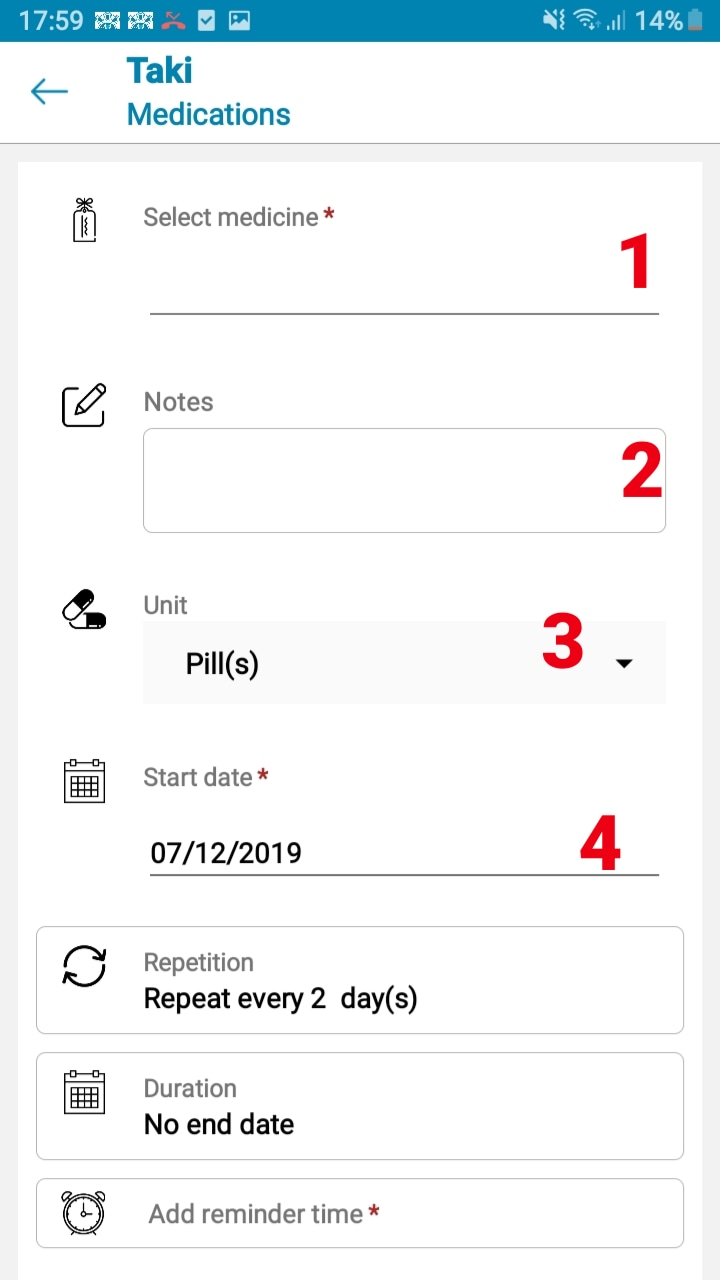 17:59
14%
Taki
Medications
Select medicine *
1
Notes
2
Unit
3
Pill(s)
Start date *
07/12/2019
4
Repetition
Repeat every 2 day(s)
Duration
No end date
Add reminder time *